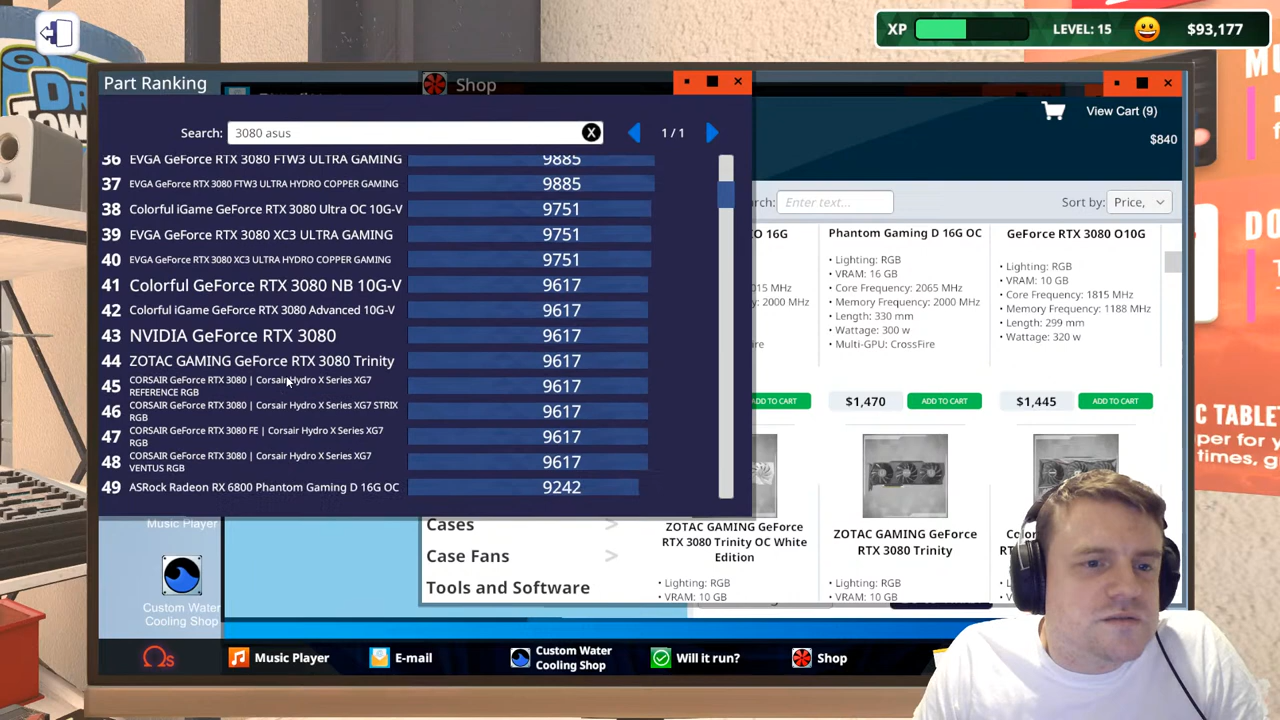 XP
LEVEL: 15
$93,177
Part Ranking
Shop
View Cart (9)
$840
Search: 3080 asus X 1 / 1
Enter text...
Sort by: Price,
36 EVGA GeForce RTX 3080 FTW3 ULTRA GAMING 9885
37 EVGA GeForce RTX 3080 FTW3 ULTRA HYDRO COPPER GAMING 9885
38 Colorful iGame GeForce RTX 3080 Ultra OC 10G-V 9751
39 EVGA GeForce RTX 3080 XC3 ULTRA GAMING 9751
40 EVGA GeForce RTX 3080 XC3 ULTRA HYDRO COPPER GAMING 9751
41 Colorful GeForce RTX 3080 NB 10G-V 9617
42 Colorful iGame GeForce RTX 3080 Advanced 10G-V 9617
43 NVIDIA GeForce RTX 3080 9617
44 ZOTAC GAMING GeForce RTX 3080 Trinity 9617
45 CORSAIR GeForce RTX 3080 | Corsair Hydro X Series XG7
REFERENCE RGB 9617
46 CORSAIR GeForce RTX 3080 | Corsair Hydro X Series XG7 STRIX
RGB 9617
47 CORSAIR GeForce RTX 3080 FE | Corsair Hydro X Series XG7
RGB 9617
48 CORSAIR GeForce RTX 3080 | Corsair Hydro X Series XG7
VENTUS RGB 9617
49 ASRock Radeon RX 6800 Phantom Gaming D 16G OC 9242
16G
Phantom Gaming D 16G OC
• Lighting: RGB
• VRAM: 16 GB
• Core Frequency: 2065 MHz
• Memory Frequency: 2000 MHz
• Length: 330 mm
• Wattage: 300 w
• Multi-GPU: CrossFire
GeForce RTX 3080 O10G
• Lighting: RGB
• VRAM: 10 GB
• Core Frequency: 1815 MHz
• Memory Frequency: 1188 MHz
• Length: 299 mm
• Wattage: 320 w
015 MHz
2000 MHz
ADD TO CART
$1,470 ADD TO CART
$1,445 ADD TO CART
ZOTAC GAMING GeForce
RTX 3080 Trinity OC White
Edition
• Lighting: RGB
• VRAM: 10 GB
ZOTAC GAMING GeForce
RTX 3080 Trinity
• Lighting: RGB
• VRAM: 10 GB
Cases >
Case Fans >
Tools and Software
Music Player
Custom Water
Cooling Shop
Music Player
E-mail
Custom Water
Cooling Shop
Will it run?
Shop